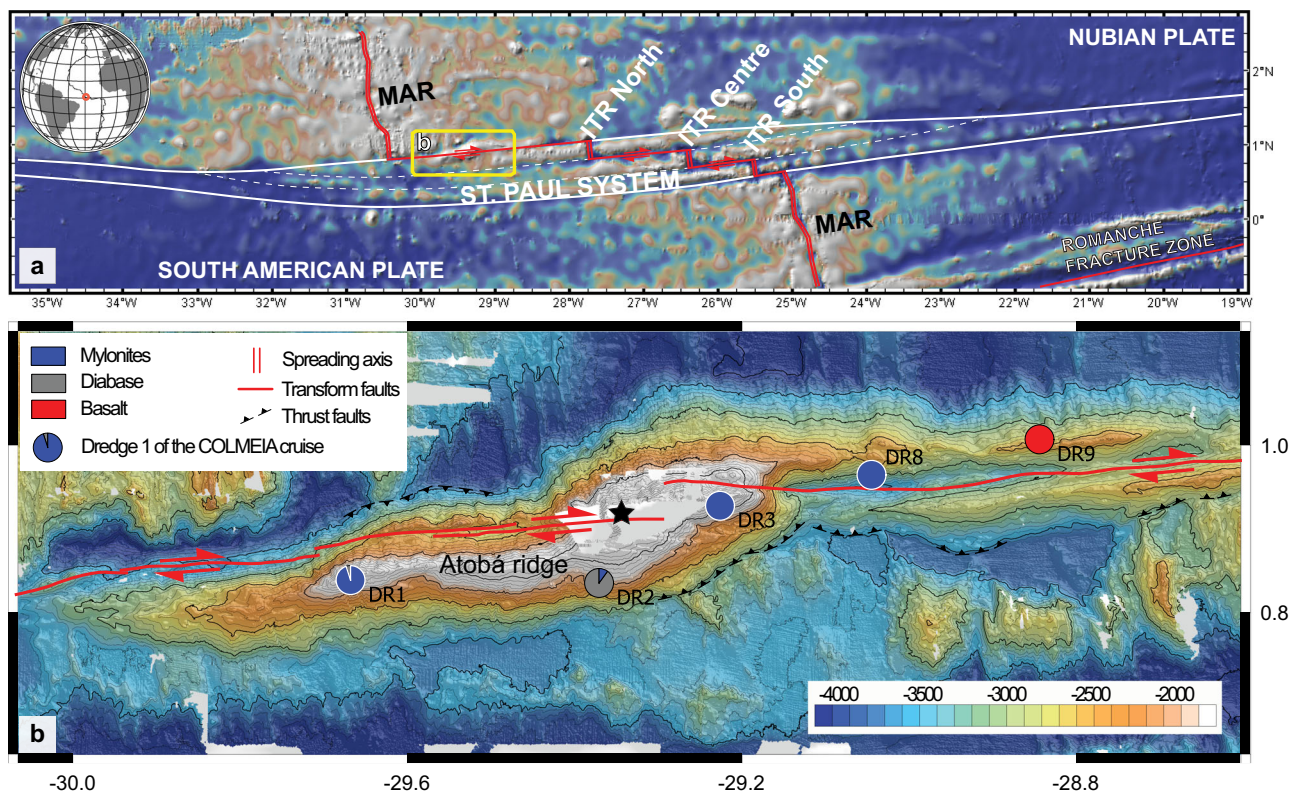 NUBIAN PLATE
MAR
ITR North
ITR Centre
ITR South
2°N
1°N
0°
b
ST. PAUL SYSTEM
MAR
ROMANCHE
FRACTURE ZONE
a
SOUTH AMERICAN PLATE
35°W 34°W 33°W 32°W 31°W 30°W 29°W 28°W 27°W 26°W 25°W 24°W 23°W 22°W 21°W 20°W 19°W
Mylonites
Diabase
Basalt
Dredge 1 of the COLMEIA cruise
Spreading axis
Transform faults
Thrust faults
DR8
DR9
DR3
Atobá ridge
DR1
DR2
1.0
0.8
-4000 -3500 -3000 -2500 -2000
b
-30.0 -29.6 -29.2 -28.8